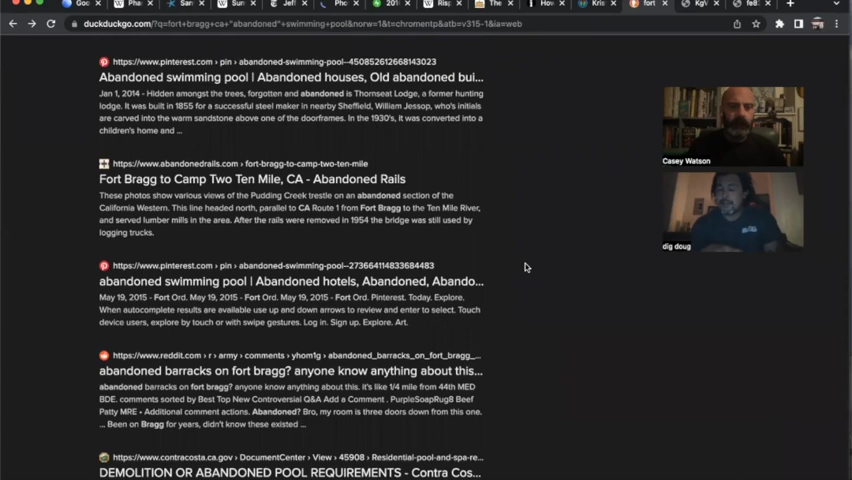 Goo
Pha
San
Sun
Jeff
Pho
201
Risp
The
Hov
Kris
fort
KgV
fe8
duckduckgo.com/?q=fort+bragg+ca+"abandoned"+swimming+pool&norw=1&t=chromentp&atb=v315-1&ia=web
https://www.pinterest.com › pin › abandoned-swimming-pool--450852612668143023
Abandoned swimming pool | Abandoned houses, Old abandoned bui...
Jan 1, 2014 - Hidden amongst the trees, forgotten and abandoned is Thornseat Lodge, a former hunting
lodge. It was built in 1855 for a successful steel maker in nearby Sheffield, William Jessop, who's initials
are carved into the warm sandstone above one of the doorframes. In the 1930's, it was converted into a
children's home and ...
https://www.abandonedrails.com › fort-bragg-to-camp-two-ten-mile
Fort Bragg to Camp Two Ten Mile, CA - Abandoned Rails
These photos show various views of the Pudding Creek trestle on an abandoned section of the
California Western. This line headed north, parallel to CA Route 1 from Fort Bragg to the Ten Mile River,
and served lumber mills in the area. After the rails were removed in 1954 the bridge was still used by
logging trucks.
https://www.pinterest.com › pin › abandoned-swimming-pool--273664114833684483
abandoned swimming pool | Abandoned hotels, Abandoned, Abando...
May 19, 2015 - Fort Ord. May 19, 2015 - Fort Ord. May 19, 2015 - Fort Ord. Pinterest. Today. Explore.
When autocomplete results are available use up and down arrows to review and enter to select. Touch
device users, explore by touch or with swipe gestures. Log in. Sign up. Explore. Art.
https://www.reddit.com › r › army › comments › yhom1g › abandoned_barracks_on_fort_bragg_...
abandoned barracks on fort bragg? anyone know anything about this...
abandoned barracks on fort bragg? anyone know anything about this. it's like 1/4 mile from 44th MED
BDE. comments sorted by Best Top New Controversial Q&A Add a Comment . PurpleSoapRug8 Beef
Patty MRE • Additional comment actions. Abandoned? Bro, my room is three doors down from this one.
... Been on Bragg for years, didn't know these existed ...
https://www.contracosta.ca.gov › DocumentCenter › View › 45908 › Residential-pool-and-spa-re...
DEMOLITION OR ABANDONED POOL REQUIREMENTS - Contra Cos...
Casey Watson
dig doug